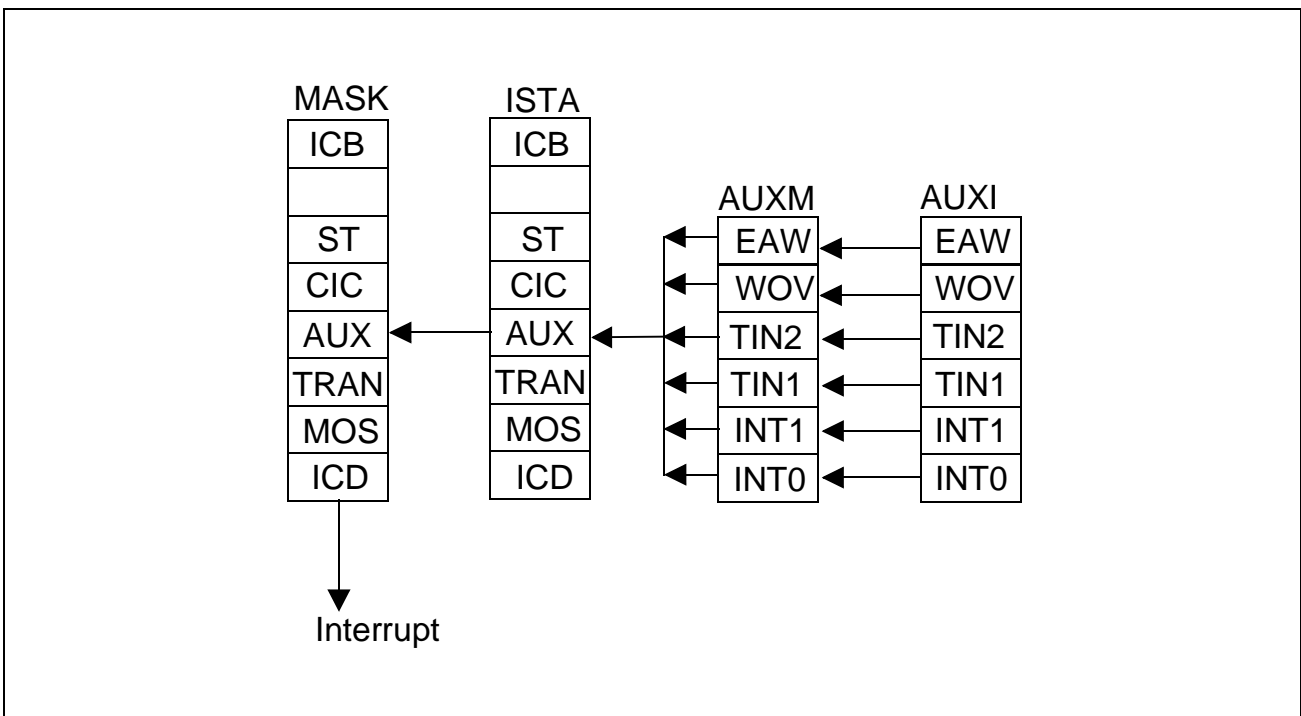 MASK
ICB
ST
CIC
AUX
TRAN
MOS
ICD
Interrupt
ISTA
ICB
ST
CIC
AUX
TRAN
MOS
ICD
AUXM
EAW
WOV
TIN2
TIN1
INT1
INT0
AUXI
EAW
WOV
TIN2
TIN1
INT1
INT0